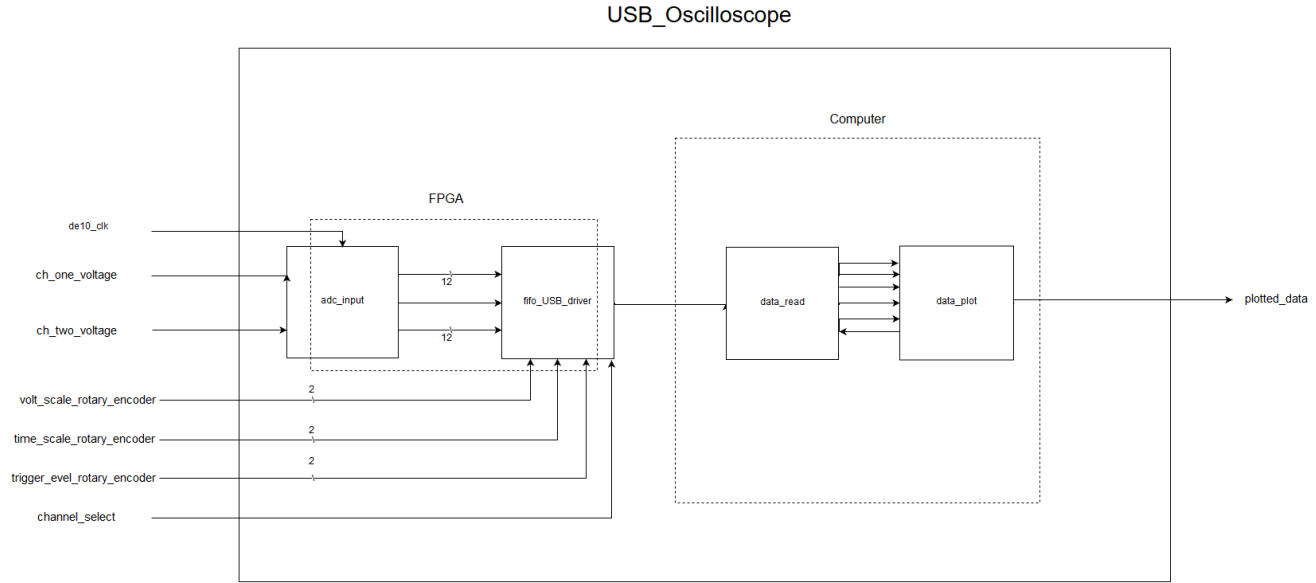 USB_Oscilloscope
Computer
FPGA
de10_clk
ch_one_voltage
ch_two_voltage
adc_input
12
12
fifo_USB_driver
data_read
data_plot
plotted_data
volt_scale_rotary_encoder
2
time_scale_rotary_encoder
2
trigger_evel_rotary_encoder
2
channel_select